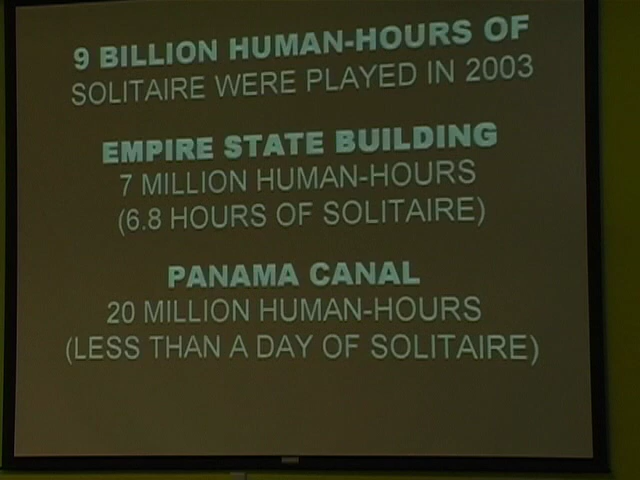 9 BILLION HUMAN-HOURS OF
SOLITAIRE WERE PLAYED IN 2003
EMPIRE STATE BUILDING
7 MILLION HUMAN-HOURS
(6.8 HOURS OF SOLITAIRE)
PANAMA CANAL
20 MILLION HUMAN-HOURS
(LESS THAN A DAY OF SOLITAIRE)